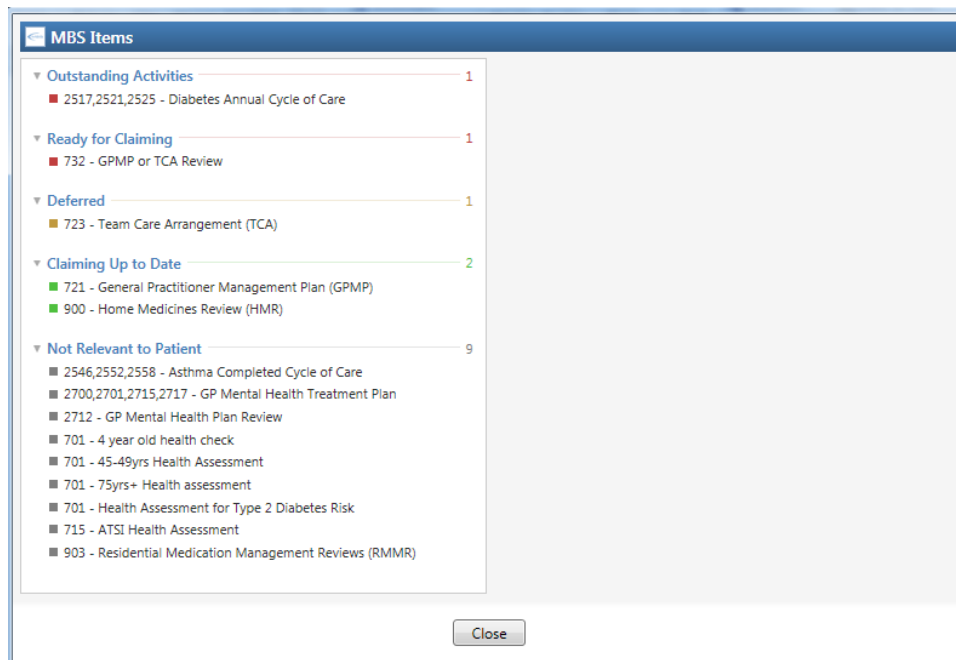 MBS Items
Outstanding Activities 1
2517,2521,2525 - Diabetes Annual Cycle of Care
Ready for Claiming 1
732 - GPMP or TCA Review
Deferred 1
723 - Team Care Arrangement (TCA)
Claiming Up to Date 2
721 - General Practitioner Management Plan (GPMP)
900 - Home Medicines Review (HMR)
Not Relevant to Patient 9
2546,2552,2558 - Asthma Completed Cycle of Care
2700,2701,2715,2717 - GP Mental Health Treatment Plan
2712 - GP Mental Health Plan Review
701 - 4 year old health check
701 - 45-49yrs Health Assessment
701 - 75yrs+ Health assessment
701 - Health Assessment for Type 2 Diabetes Risk
715 - ATSI Health Assessment
903 - Residential Medication Management Reviews (RMMR)
Close